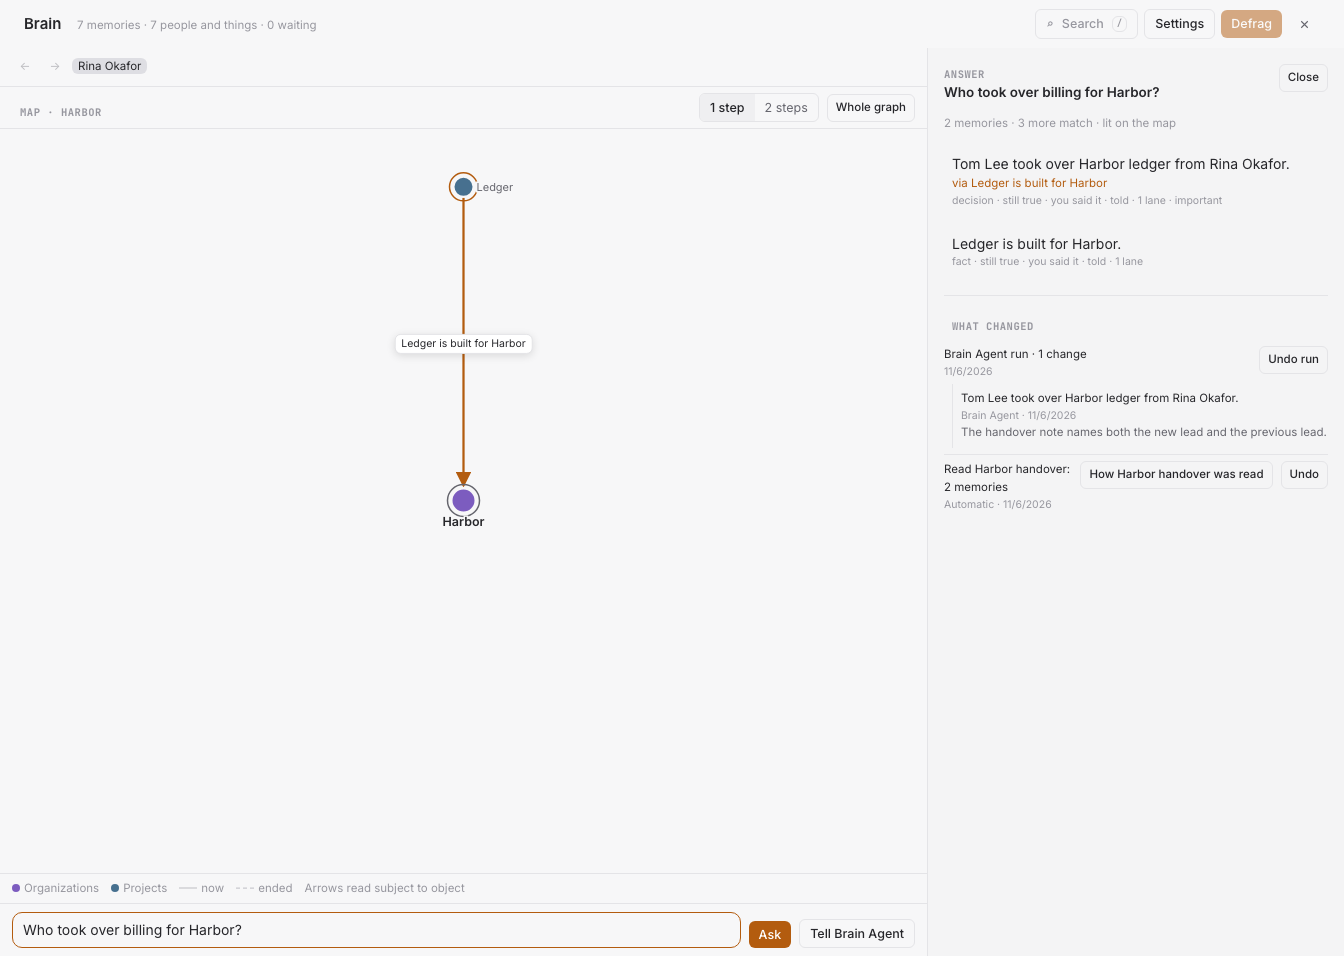 Brain
7 memories · 7 people and things · 0 waiting
Search /
Settings
Defrag
×
← → Rina Okafor
MAP · HARBOR
1 step
2 steps
Whole graph
Ledger
Ledger is built for Harbor
Harbor
Organizations
Projects
now
ended
Arrows read subject to object
Who took over billing for Harbor?
Ask
Tell Brain Agent
ANSWER
Who took over billing for Harbor?
Close
2 memories · 3 more match · lit on the map
Tom Lee took over Harbor ledger from Rina Okafor.
via Ledger is built for Harbor
decision · still true · you said it · told · 1 lane · important
Ledger is built for Harbor.
fact · still true · you said it · told · 1 lane
WHAT CHANGED
Brain Agent run · 1 change
11/6/2026
Undo run
Tom Lee took over Harbor ledger from Rina Okafor.
Brain Agent · 11/6/2026
The handover note names both the new lead and the previous lead.
Read Harbor handover:
2 memories
Automatic · 11/6/2026
How Harbor handover was read
Undo